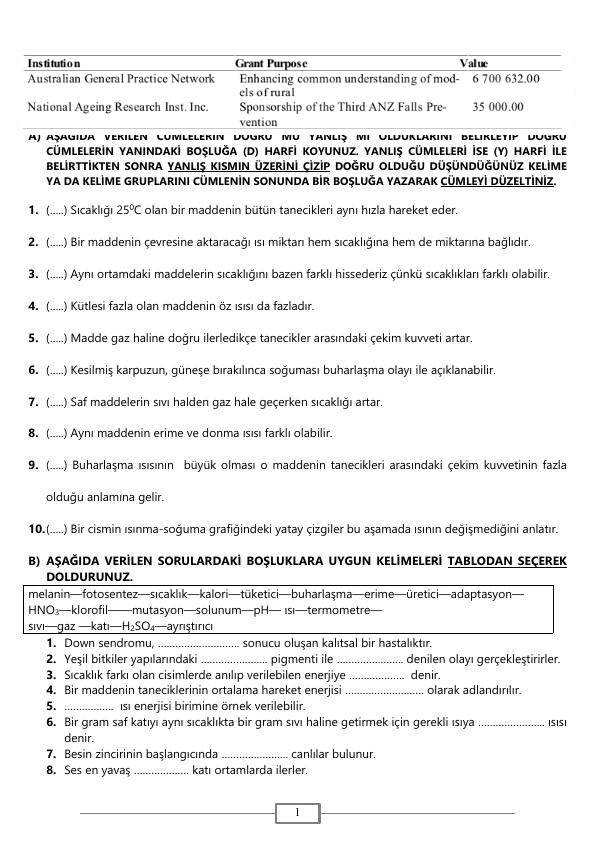 Institution Grant Purpose Value
Australian General Practice Network Enhancing common understanding of mod- 6 700 632.00
els of rural
National Ageing Research Inst. Inc. Sponsorship of the Third ANZ Falls Pre- 35 000.00
vention
A) AŞAĞIDA VERİLEN CÜMLELERİN DOĞRU MU YANLIŞ MI OLDUKLARINI BELİRLEYİP DOĞRU
CÜMLELERİN YANINDAKİ BOŞLUĞA (D) HARFİ KOYUNUZ. YANLIŞ CÜMLELERİ İSE (Y) HARFİ İLE
BELİRTTİKTEN SONRA YANLIŞ KISMIN ÜZERİNİ ÇİZİP DOĞRU OLDUĞU DÜŞÜNDÜĞÜNÜZ KELİME
YA DA KELİME GRUPLARINI CÜMLENİN SONUNDA BİR BOŞLUĞA YAZARAK CÜMLEYİ DÜZELTİNİZ.
1. (…..) Sıcaklığı 25⁰C olan bir maddenin bütün tanecikleri aynı hızla hareket eder.
2. (…..) Bir maddenin çevresine aktaracağı ısı miktarı hem sıcaklığına hem de miktarına bağlıdır.
3. (…..) Aynı ortamdaki maddelerin sıcaklığını bazen farklı hissederiz çünkü sıcaklıkları farklı olabilir.
4. (…..) Kütlesi fazla olan maddenin öz ısısı da fazladır.
5. (…..) Madde gaz haline doğru ilerledikçe tanecikler arasındaki çekim kuvveti artar.
6. (…..) Kesilmiş karpuzun, güneşe bırakılınca soğuması buharlaşma olayı ile açıklanabilir.
7. (…..) Saf maddelerin sıvı halden gaz hale geçerken sıcaklığı artar.
8. (…..) Aynı maddenin erime ve donma ısısı farklı olabilir.
9. (…..) Buharlaşma ısısının büyük olması o maddenin tanecikleri arasındaki çekim kuvvetinin fazla
olduğu anlamına gelir.
10.(…..) Bir cismin ısınma-soğuma grafiğindeki yatay çizgiler bu aşamada ısının değişmediğini anlatır.
B) AŞAĞIDA VERİLEN SORULARDAKİ BOŞLUKLARA UYGUN KELİMELERİ TABLODAN SEÇEREK
DOLDURUNUZ.
melanin—fotosentez—sıcaklık—kalori—tüketici—buharlaşma—erime—üretici—adaptasyon—
HNO₃—klorofil——mutasyon—solunum—pH— ısı—termometre—
sıvı—gaz —katı—H₂SO₄—ayrıştırıcı
1. Down sendromu, ……………………… sonucu oluşan kalıtsal bir hastalıktır.
2. Yeşil bitkiler yapılarındaki …………………. pigmenti ile …………………. denilen olayı gerçekleştirirler.
3. Sıcaklık farkı olan cisimlerde anılıp verilebilen enerjiye ………………. denir.
4. Bir maddenin taneciklerinin ortalama hareket enerjisi …………………….. olarak adlandırılır.
5. ……………. ısı enerjisi birimine örnek verilebilir.
6. Bir gram saf katıyı aynı sıcaklıkta bir gram sıvı haline getirmek için gerekli ısıya …………………. ısısı
denir.
7. Besin zincirinin başlangıcında …………………. canlılar bulunur.
8. Ses en yavaş ………………. katı ortamlarda ilerler.
1